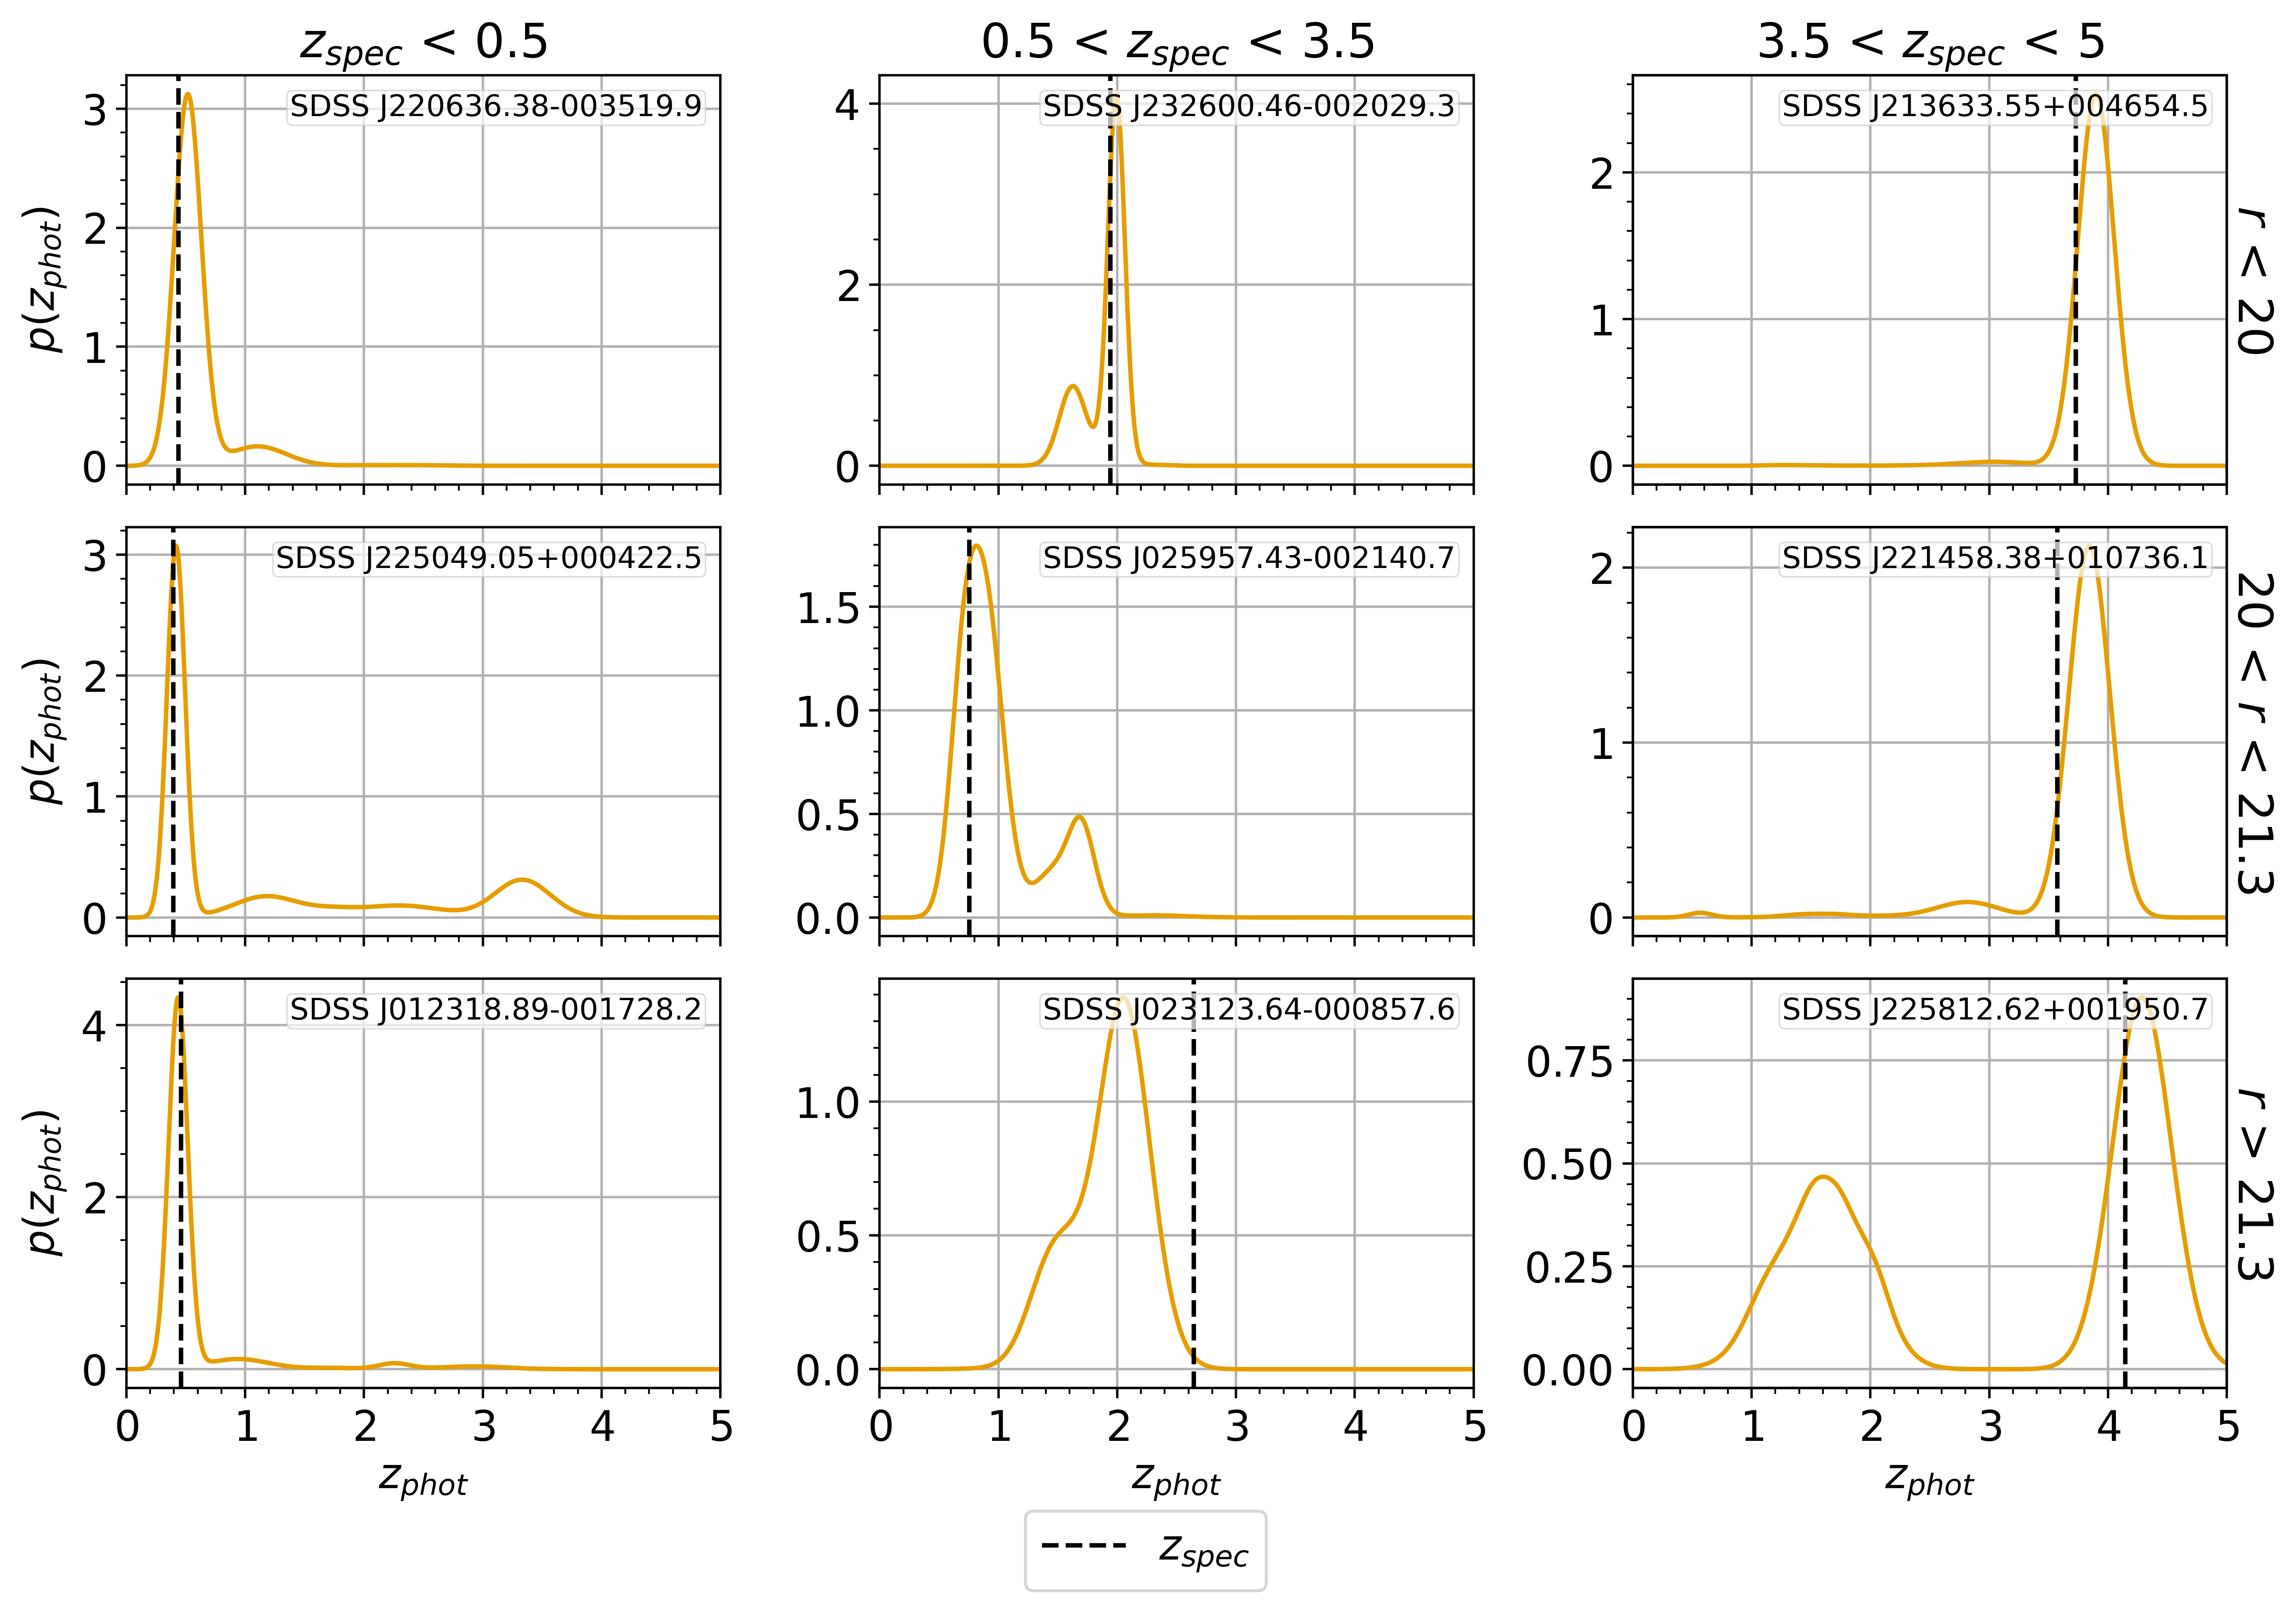 z_spec < 0.5
0.5 < z_spec < 3.5
3.5 < z_spec < 5
SDSS J220636.38-003519.9
SDSS J232600.46-002029.3
SDSS J213633.55+004654.5
p(z_phot)
3
2
1
0
4
2
0
2
1
0
r < 20
SDSS J225049.05+000422.5
SDSS J025957.43-002140.7
SDSS J221458.38+010736.1
p(z_phot)
3
2
1
0
1.5
1.0
0.5
0.0
2
1
0
20 < r < 21.3
SDSS J012318.89-001728.2
SDSS J023123.64-000857.6
SDSS J225812.62+001950.7
p(z_phot)
4
2
0
1.0
0.5
0.0
0.75
0.50
0.25
0.00
r > 21.3
0 1 2 3 4 5
0 1 2 3 4 5
0 1 2 3 4 5
z_phot
z_phot
z_phot
z_spec